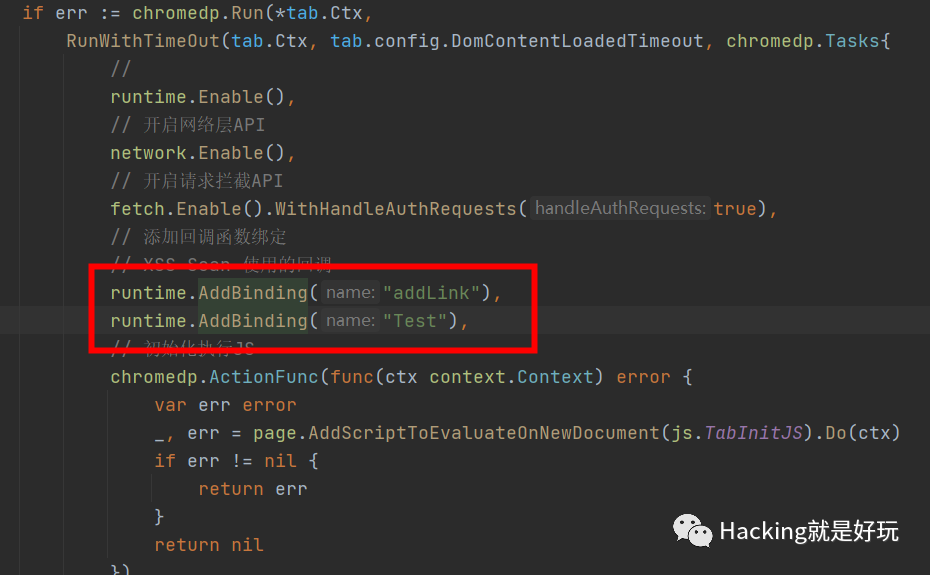 if err := chromedp.Run(*tab.Ctx,
RunWithTimeOut(tab.Ctx, tab.config.DomContentLoadedTimeout, chromedp.Tasks{
//
runtime.Enable(),
// 开启网络层API
network.Enable(),
// 开启请求拦截API
fetch.Enable().WithHandleAuthRequests( handleAuthRequests: true),
// 添加回调函数绑定
// XSS-Scan 使用的回调
runtime.AddBinding( name: "addLink"),
runtime.AddBinding( name: "Test"),
// 初始化执行JS
chromedp.ActionFunc(func(ctx context.Context) error {
var err error
_, err = page.AddScriptToEvaluateOnNewDocument(js.TabInitJS).Do(ctx)
if err != nil {
return err
}
return nil
})
Hacking就是好玩